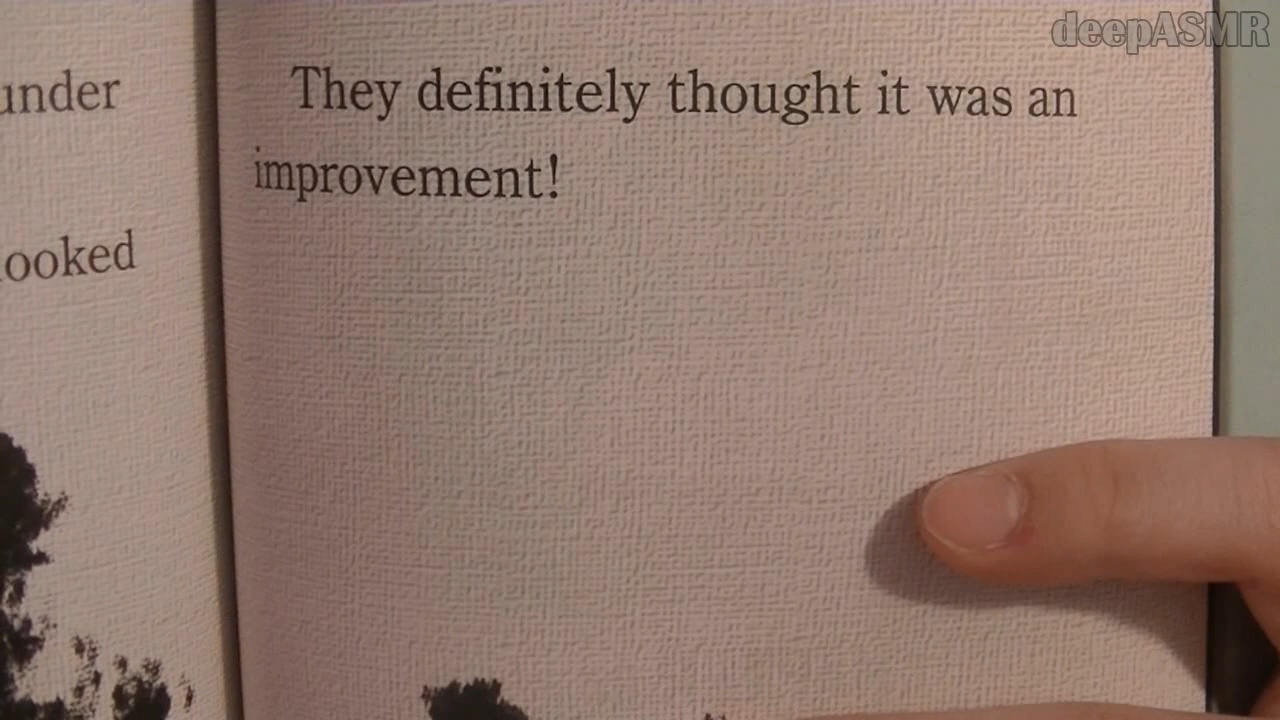 deepASMR
under
ooked
They definitely thought it was an
improvement!